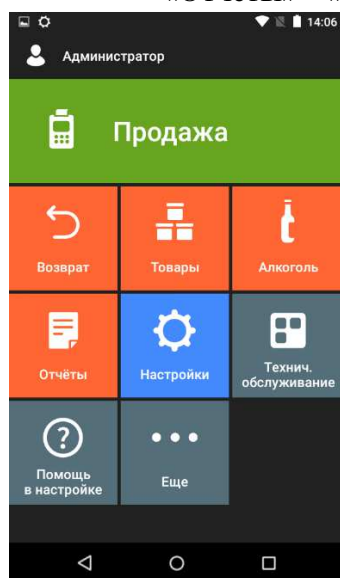 14:06
Администратор
Продажа
Возврат
Товары
Алкоголь
Отчёты
Настройки
Технич.
обслуживание
Помощь
в настройке
Еще